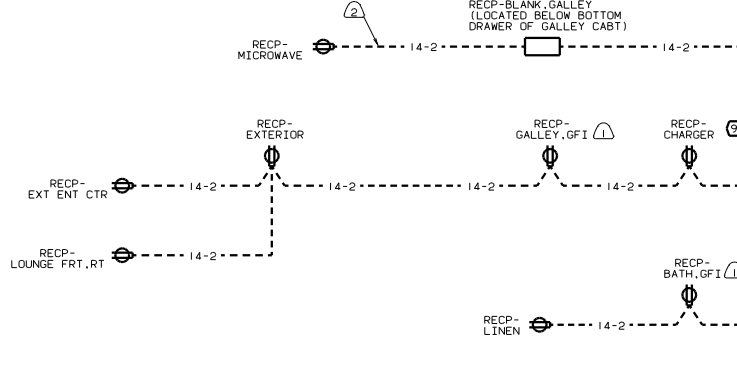 2
RECP-BLANK,GALLEY
(LOCATED BELOW BOTTOM
DRAWER OF GALLEY CABT)
RECP-
MICROWAVE
14-2
14-2
RECP-
EXTERIOR
RECP-
GALLEY,GFI
1
RECP-
CHARGER
9
RECP-
EXT ENT CTR
14-2
14-2
14-2
14-2
RECP-
LOUNGE FRT,RT
14-2
RECP-
BATH,GFI
1
RECP-
LINEN
14-2